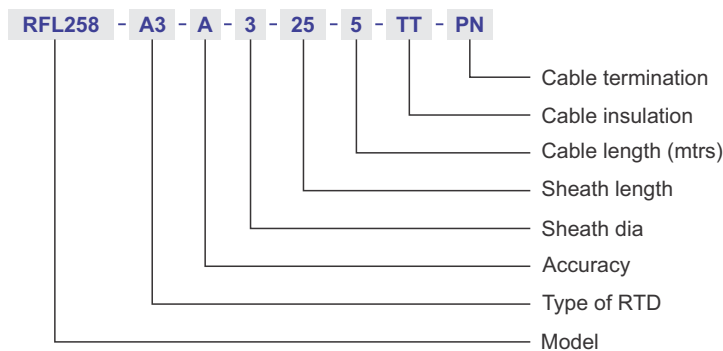 RFL258 - A3 - A - 3 - 25 - 5 - TT - PN
Cable termination
Cable insulation
Cable length (mtrs)
Sheath length
Sheath dia
Accuracy
Type of RTD
Model